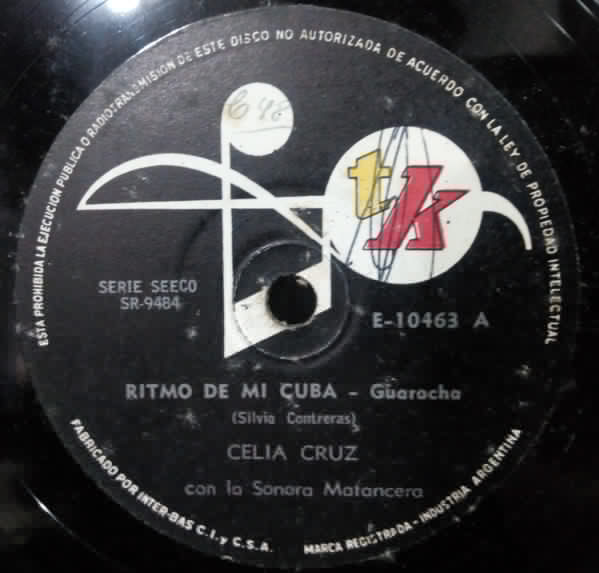 ESTA PROHIBIDA LA EJECUCION PUBLICA O RADIOTRANSMISION DE ESTE DISCO NO AUTORIZADA DE ACUERDO CON LA LEY DE PROPIEDAD INTELECTUAL
C 48
tk
SERIE SEECO
SR-9484
E-10463 A
RITMO DE MI CUBA - Guaracha
(Silvio Contreras)
CELIA CRUZ
con la Sonora Matancera
FABRICADO POR INTER-BAS C.I. y C.S.A.
MARCA REGISTRADA - INDUSTRIA ARGENTINA